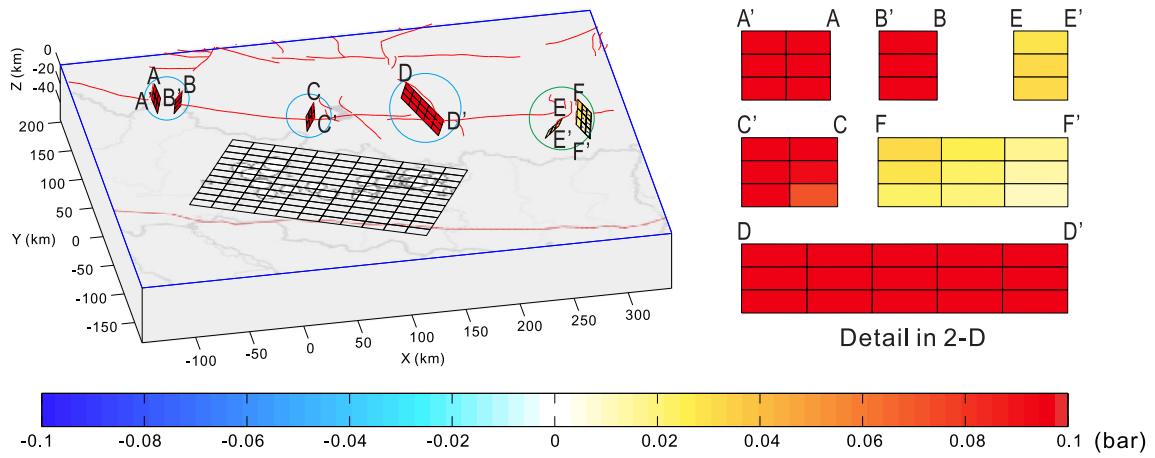 A' A B' B E E'
Z (km)
0
-20
-40
200
150
100
50
0
-50
-100
-150
Y (km)
A
A'
B'
B
C
C'
D
D'
E
E'
F
F'
-100
-50
0
50
100
150
200
250
300
X (km)
C' C F F'
D D'
Detail in 2-D
-0.1 -0.08 -0.06 -0.04 -0.02 0 0.02 0.04 0.06 0.08 0.1 (bar)